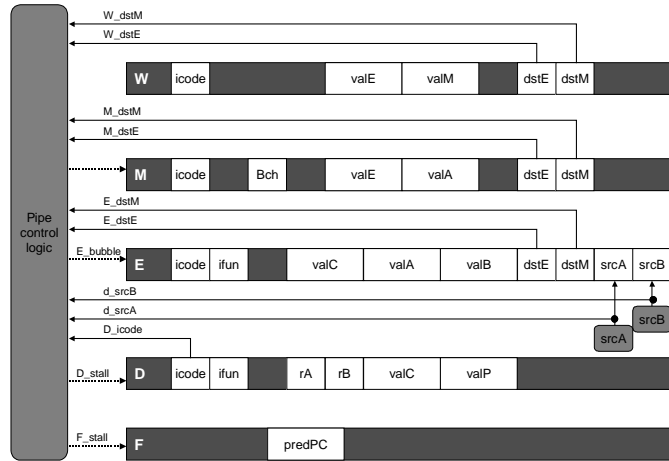 W_dstM
W_dstE
W icode valE valM dstE dstM
M_dstM
M_dstE
M icode Bch valE valA dstE dstM
E_dstM
E_dstE
Pipe
control
logic
E_bubble
E icode ifun valC valA valB dstE dstM srcA srcB
d_srcB
d_srcA
srcB
srcA
D_icode
D_stall
D icode ifun rA rB valC valP
F_stall
F predPC